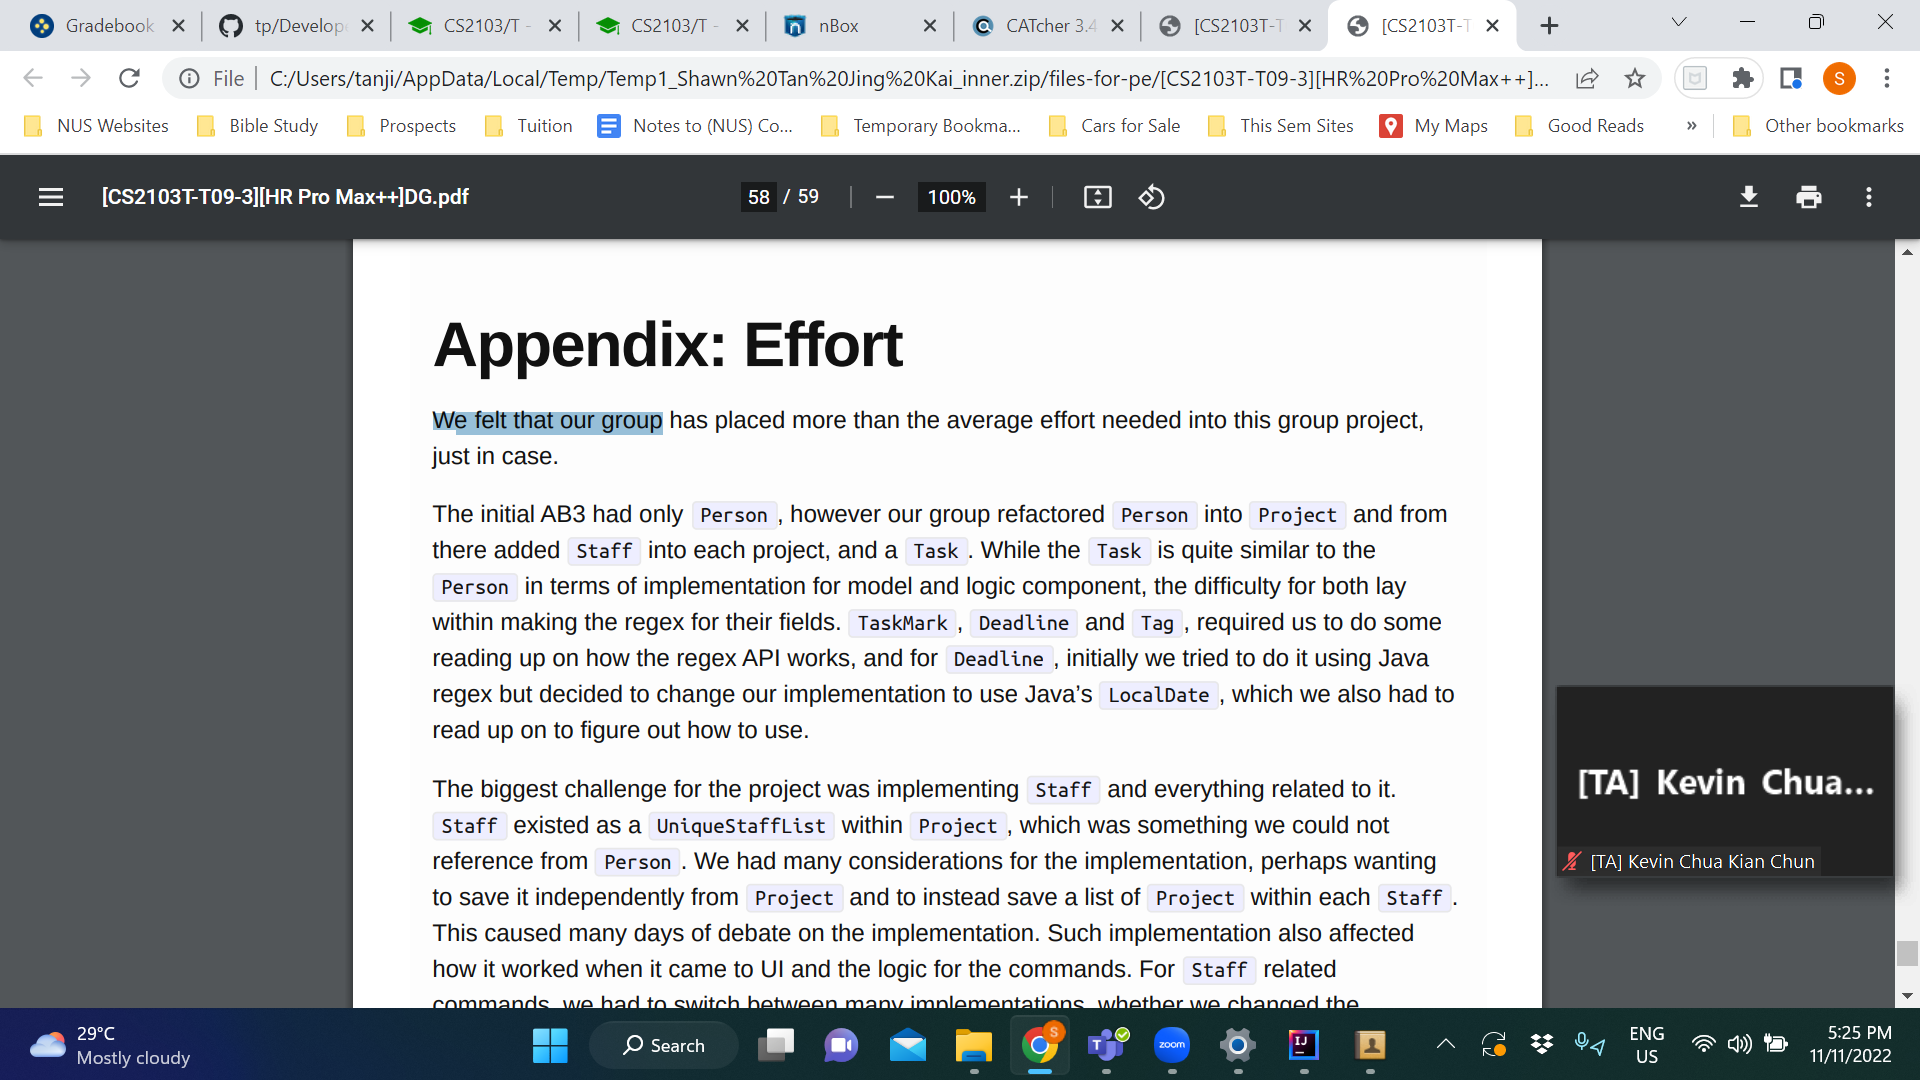 Gradebook
tp/Develop
CS2103/T -
CS2103/T -
nBox
CATcher 3.4
[CS2103T-T
[CS2103T-T
File
C:/Users/tanji/AppData/Local/Temp/Temp1_Shawn%20Tan%20Jing%20Kai_inner.zip/files-for-pe/[CS2103T-T09-3][HR%20Pro%20Max++]...
S
NUS Websites
Bible Study
Prospects
Tuition
Notes to (NUS) Co...
Temporary Bookma...
Cars for Sale
This Sem Sites
My Maps
Good Reads
»
Other bookmarks
[CS2103T-T09-3][HR Pro Max++]DG.pdf
58 / 59
100%
Appendix: Effort
We felt that our group has placed more than the average effort needed into this group project,
just in case.
The initial AB3 had only Person, however our group refactored Person into Project and from
there added Staff into each project, and a Task. While the Task is quite similar to the
Person in terms of implementation for model and logic component, the difficulty for both lay
within making the regex for their fields. TaskMark, Deadline and Tag, required us to do some
reading up on how the regex API works, and for Deadline, initially we tried to do it using Java
regex but decided to change our implementation to use Java’s LocalDate, which we also had to
read up on to figure out how to use.
The biggest challenge for the project was implementing Staff and everything related to it.
Staff existed as a UniqueStaffList within Project, which was something we could not
reference from Person. We had many considerations for the implementation, perhaps wanting
to save it independently from Project and to instead save a list of Project within each Staff.
This caused many days of debate on the implementation. Such implementation also affected
how it worked when it came to UI and the logic for the commands. For Staff related
commands, we had to switch between many implementations, whether we changed the
[TA] Kevin Chua...
[TA] Kevin Chua Kian Chun
29°C
Mostly cloudy
Search
S
T
zoom
IJ
ENG
US
5:25 PM
11/11/2022